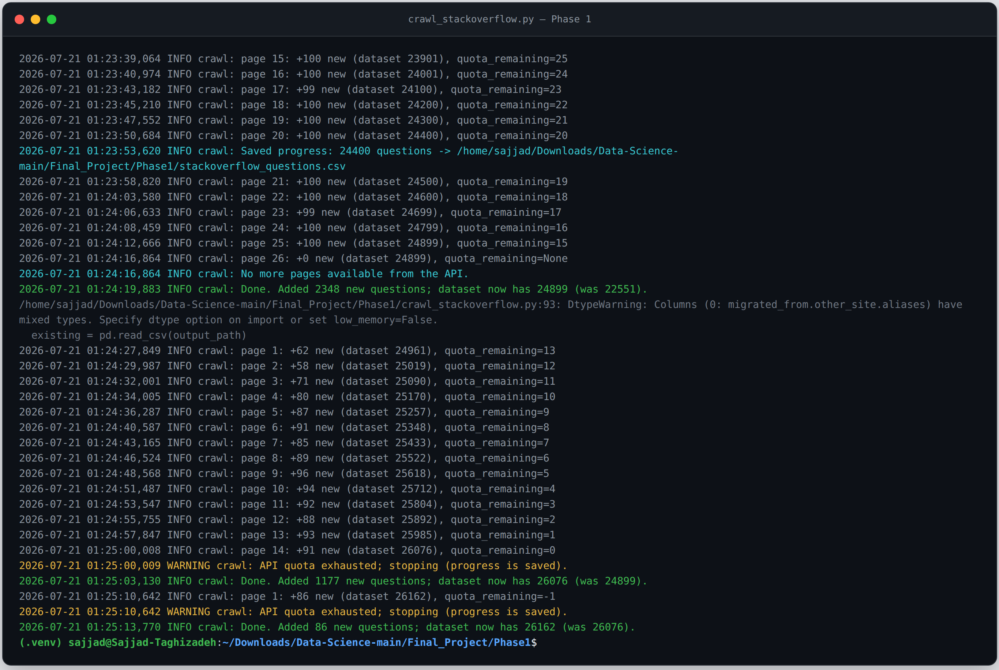 crawl_stackoverflow.py — Phase 1
2026-07-21 01:23:39,064 INFO crawl: page 15: +100 new (dataset 23901), quota_remaining=25
2026-07-21 01:23:40,974 INFO crawl: page 16: +100 new (dataset 24001), quota_remaining=24
2026-07-21 01:23:43,182 INFO crawl: page 17: +99 new (dataset 24100), quota_remaining=23
2026-07-21 01:23:45,210 INFO crawl: page 18: +100 new (dataset 24200), quota_remaining=22
2026-07-21 01:23:47,552 INFO crawl: page 19: +100 new (dataset 24300), quota_remaining=21
2026-07-21 01:23:50,684 INFO crawl: page 20: +100 new (dataset 24400), quota_remaining=20
2026-07-21 01:23:53,620 INFO crawl: Saved progress: 24400 questions -> /home/sajjad/Downloads/Data-Science-
main/Final_Project/Phase1/stackoverflow_questions.csv
2026-07-21 01:23:58,820 INFO crawl: page 21: +100 new (dataset 24500), quota_remaining=19
2026-07-21 01:24:03,580 INFO crawl: page 22: +100 new (dataset 24600), quota_remaining=18
2026-07-21 01:24:06,633 INFO crawl: page 23: +99 new (dataset 24699), quota_remaining=17
2026-07-21 01:24:08,459 INFO crawl: page 24: +100 new (dataset 24799), quota_remaining=16
2026-07-21 01:24:12,666 INFO crawl: page 25: +100 new (dataset 24899), quota_remaining=15
2026-07-21 01:24:16,864 INFO crawl: page 26: +0 new (dataset 24899), quota_remaining=None
2026-07-21 01:24:16,864 INFO crawl: No more pages available from the API.
2026-07-21 01:24:19,883 INFO crawl: Done. Added 2348 new questions; dataset now has 24899 (was 22551).
/home/sajjad/Downloads/Data-Science-main/Final_Project/Phase1/crawl_stackoverflow.py:93: DtypeWarning: Columns (0: migrated_from.other_site.aliases) have
mixed types. Specify dtype option on import or set low_memory=False.
  existing = pd.read_csv(output_path)
2026-07-21 01:24:27,849 INFO crawl: page 1: +62 new (dataset 24961), quota_remaining=13
2026-07-21 01:24:29,987 INFO crawl: page 2: +58 new (dataset 25019), quota_remaining=12
2026-07-21 01:24:32,001 INFO crawl: page 3: +71 new (dataset 25090), quota_remaining=11
2026-07-21 01:24:34,005 INFO crawl: page 4: +80 new (dataset 25170), quota_remaining=10
2026-07-21 01:24:36,287 INFO crawl: page 5: +87 new (dataset 25257), quota_remaining=9
2026-07-21 01:24:40,587 INFO crawl: page 6: +91 new (dataset 25348), quota_remaining=8
2026-07-21 01:24:43,165 INFO crawl: page 7: +85 new (dataset 25433), quota_remaining=7
2026-07-21 01:24:46,524 INFO crawl: page 8: +89 new (dataset 25522), quota_remaining=6
2026-07-21 01:24:48,568 INFO crawl: page 9: +96 new (dataset 25618), quota_remaining=5
2026-07-21 01:24:51,487 INFO crawl: page 10: +94 new (dataset 25712), quota_remaining=4
2026-07-21 01:24:53,547 INFO crawl: page 11: +92 new (dataset 25804), quota_remaining=3
2026-07-21 01:24:55,755 INFO crawl: page 12: +88 new (dataset 25892), quota_remaining=2
2026-07-21 01:24:57,847 INFO crawl: page 13: +93 new (dataset 25985), quota_remaining=1
2026-07-21 01:25:00,008 INFO crawl: page 14: +91 new (dataset 26076), quota_remaining=0
2026-07-21 01:25:00,009 WARNING crawl: API quota exhausted; stopping (progress is saved).
2026-07-21 01:25:03,130 INFO crawl: Done. Added 1177 new questions; dataset now has 26076 (was 24899).
2026-07-21 01:25:10,642 INFO crawl: page 1: +86 new (dataset 26162), quota_remaining=-1
2026-07-21 01:25:10,642 WARNING crawl: API quota exhausted; stopping (progress is saved).
2026-07-21 01:25:13,770 INFO crawl: Done. Added 86 new questions; dataset now has 26162 (was 26076).
(.venv) sajjad@Sajjad-Taghizadeh:~/Downloads/Data-Science-main/Final_Project/Phase1$